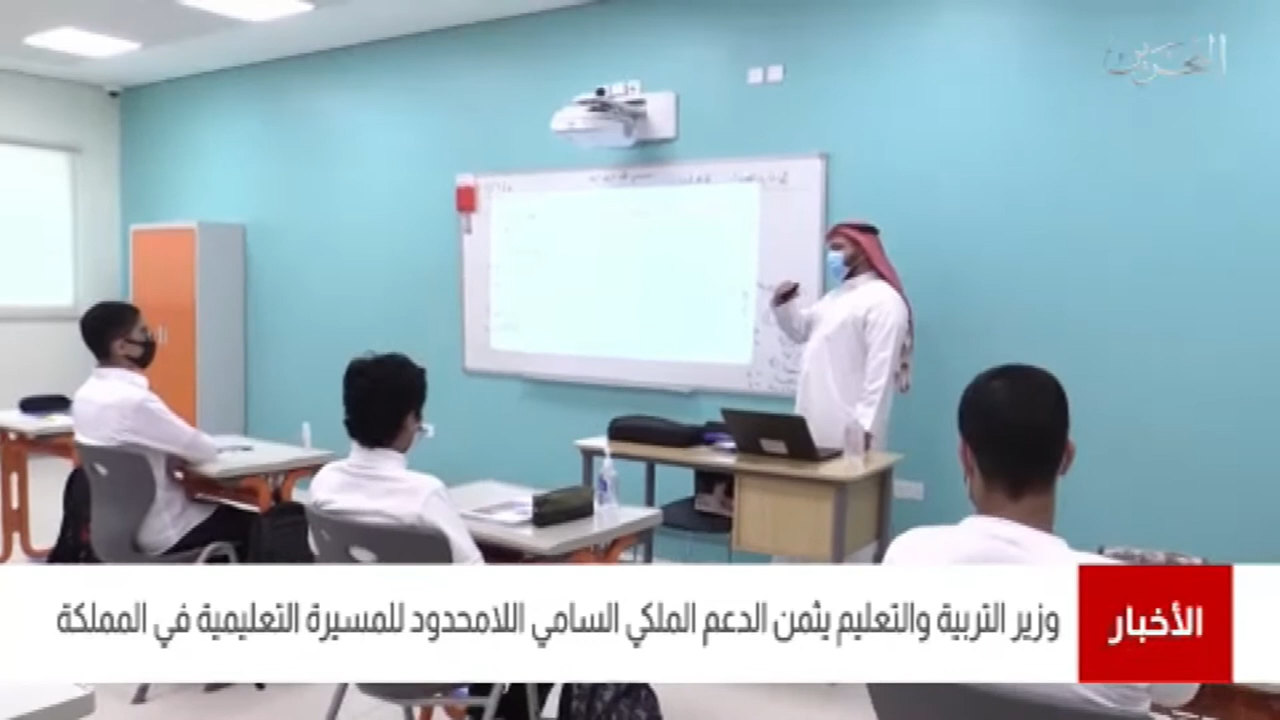 البحرين
الأخبار
وزير التربية والتعليم يثمن الدعم الملكي السامي اللامحدود للمسيرة التعليمية في المملكة